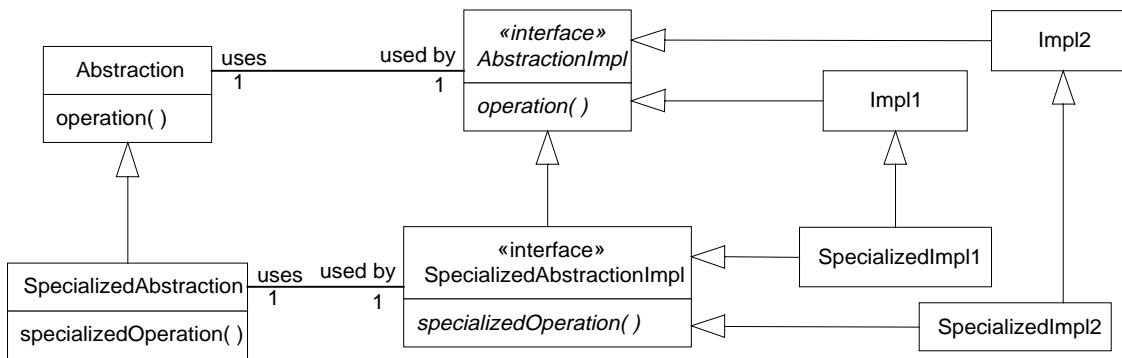 «interface»
AbstractionImpl
operation( )
Impl2
Abstraction
operation( )
uses
1
used by
1
Impl1
«interface»
SpecializedAbstractionImpl
specializedOperation( )
SpecializedImpl1
SpecializedAbstraction
specializedOperation( )
uses
1
used by
1
SpecializedImpl2